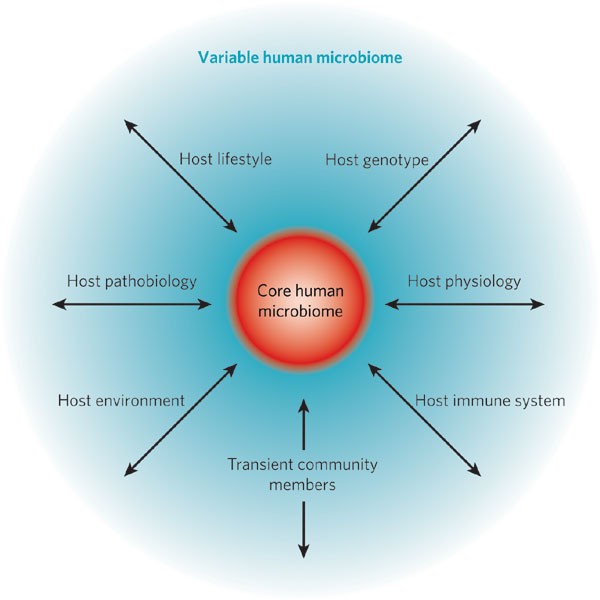 Variable human microbiome
Host lifestyle
Host genotype
Host pathobiology
Core human
microbiome
Host physiology
Host environment
Host immune system
Transient community
members